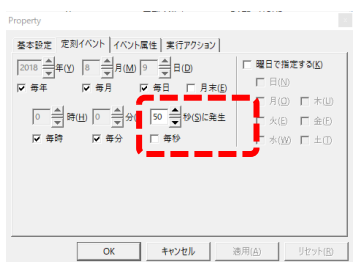 Property
基本設定 定刻イベント イベント属性 実行アクション
2018 年(Y) 8 月(M) 9 日(D) 曜日で指定する(K)
毎年 毎月 毎日 月末(E) 日(N)
月(O) 木(U)
0 時(H) 0 分( 50 秒(S)に発生 火(F) 金(F)
毎時 毎分 毎秒 水(W) 土(T)
OK キャンセル 適用(A) リセット(R)